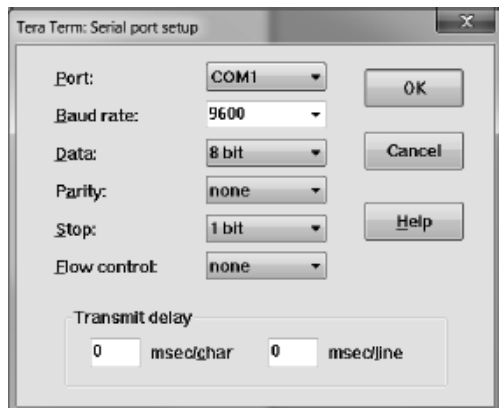 Tera Term: Serial port setup
Port: COM1
OK
Baud rate: 9600
Data: 8 bit
Cancel
Parity: none
Stop: 1 bit
Help
Flow control: none
Transmit delay
0 msec/char 0 msec/line